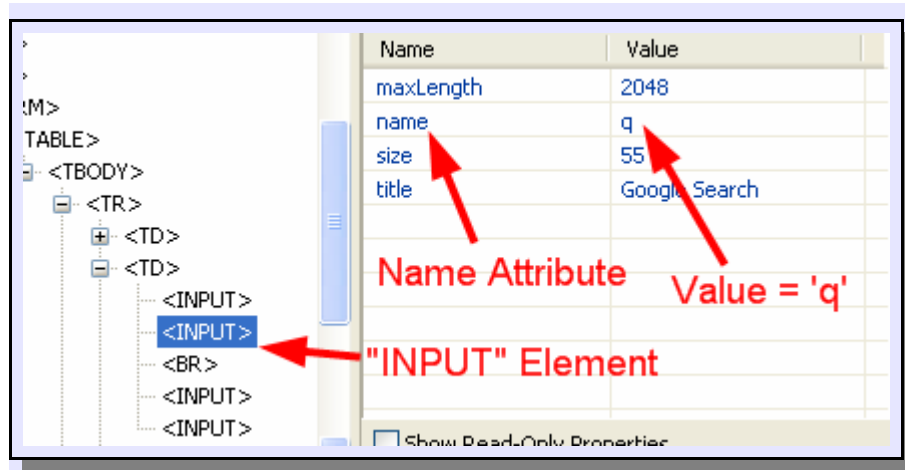 Name Value
maxLength 2048
name q
size 55
title Google Search
>
>
RM>
TABLE>
<TBODY>
<TR>
<TD>
<TD>
<INPUT>
<INPUT>
<BR>
<INPUT>
<INPUT>
Name Attribute
Value = 'q'
"INPUT" Element
Show Read-Only Properties